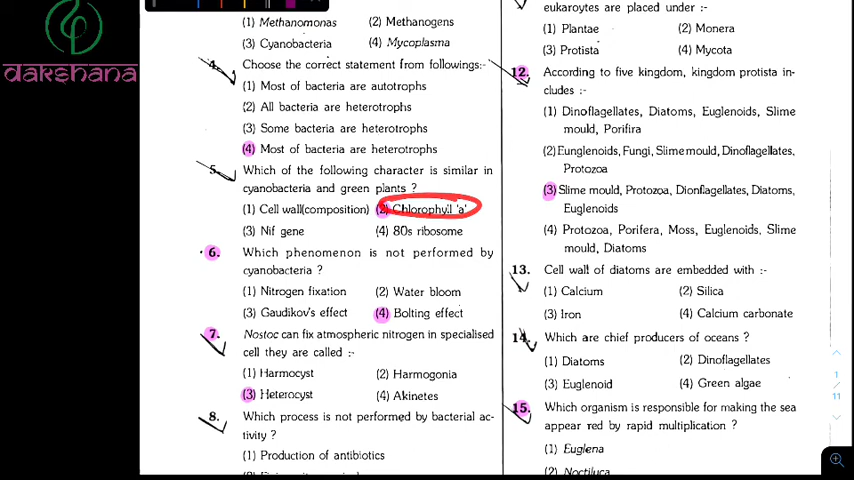 dakshana
(1) Methanomonas (2) Methanogens
(3) Cyanobacteria (4) Mycoplasma
4. Choose the correct statement from followings:-
(1) Most of bacteria are autotrophs
(2) All bacteria are heterotrophs
(3) Some bacteria are heterotrophs
(4) Most of bacteria are heterotrophs
5. Which of the following character is similar in
cyanobacteria and green plants ?
(1) Cell wall(composition) (2) Chlorophyll 'a'
(3) Nif gene (4) 80s ribosome
6. Which phenomenon is not performed by
cyanobacteria ?
(1) Nitrogen fixation (2) Water bloom
(3) Gaudikov's effect (4) Bolting effect
7. Nostoc can fix atmospheric nitrogen in specialised
cell they are called :-
(1) Harmocyst (2) Harmogonia
(3) Heterocyst (4) Akinetes
8. Which process is not performed by bacterial ac-
tivity ?
(1) Production of antibiotics
eukaroytes are placed under :-
(1) Plantae (2) Monera
(3) Protista (4) Mycota
12. According to five kingdom, kingdom protista in-
cludes :-
(1) Dinoflagellates, Diatoms, Euglenoids, Slime
mould, Porifira
(2) Eunglenoids, Fungi, Slime mould, Dinoflagellates,
Protozoa
(3) Slime mould, Protozoa, Dionflagellates, Diatoms,
Euglenoids
(4) Protozoa, Porifera, Moss, Euglenoids, Slime
mould, Diatoms
13. Cell wall of diatoms are embedded with :-
(1) Calcium (2) Silica
(3) Iron (4) Calcium carbonate
14. Which are chief producers of oceans ?
(1) Diatoms (2) Dinoflagellates
(3) Euglenoid (4) Green algae
15. Which organism is responsible for making the sea
appear red by rapid multiplication ?
(1) Euglena
(2) Noctiluca
1
/
11